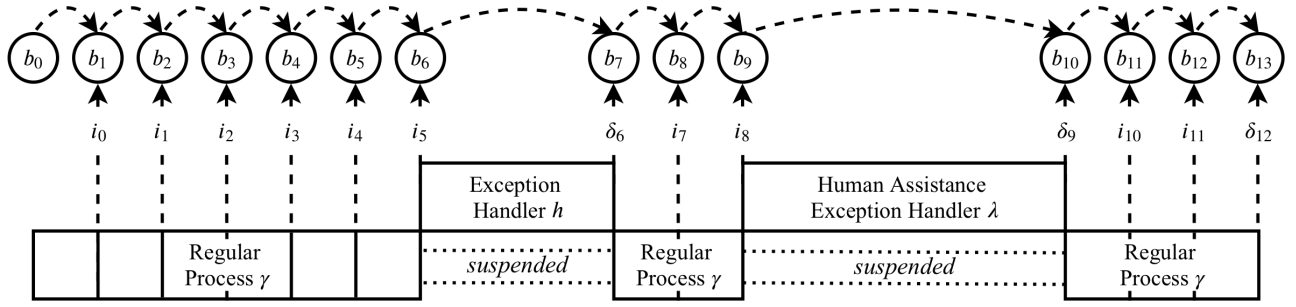 b₀ b₁ b₂ b₃ b₄ b₅ b₆ b₇ b₈ b₉ b₁₀ b₁₁ b₁₂ b₁₃
i₀ i₁ i₂ i₃ i₄ i₅ δ₆ i₇ i₈ δ₉ i₁₀ i₁₁ δ₁₂
Exception
Handler h
Human Assistance
Exception Handler λ
Regular
Process γ
suspended
Regular
Process γ
suspended
Regular
Process γ